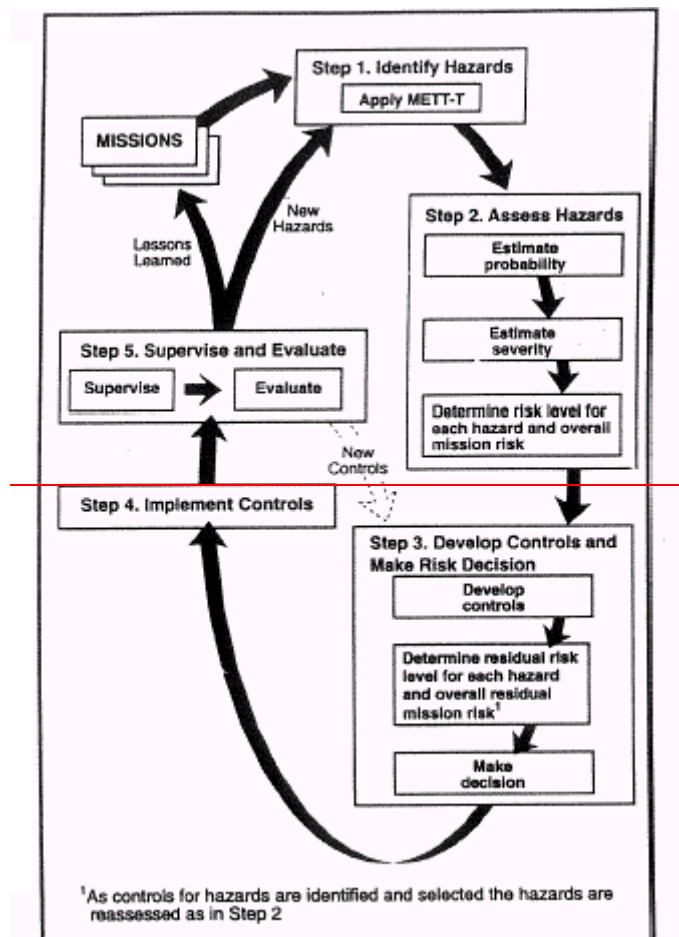 Step 1. Identify Hazards
Apply METT-T
MISSIONS
New
Hazards
Lessons
Learned
Step 2. Assess Hazards
Estimate
probability
Estimate
severity
Determine risk level for
each hazard and overall
mission risk
Step 5. Supervise and Evaluate
Supervise
Evaluate
New
Controls
Step 4. Implement Controls
Step 3. Develop Controls and
Make Risk Decision
Develop
controls
Determine residual risk
level for each hazard
and overall residual
mission risk¹
Make
decision
¹As controls for hazards are identified and selected the hazards are
reassessed as in Step 2